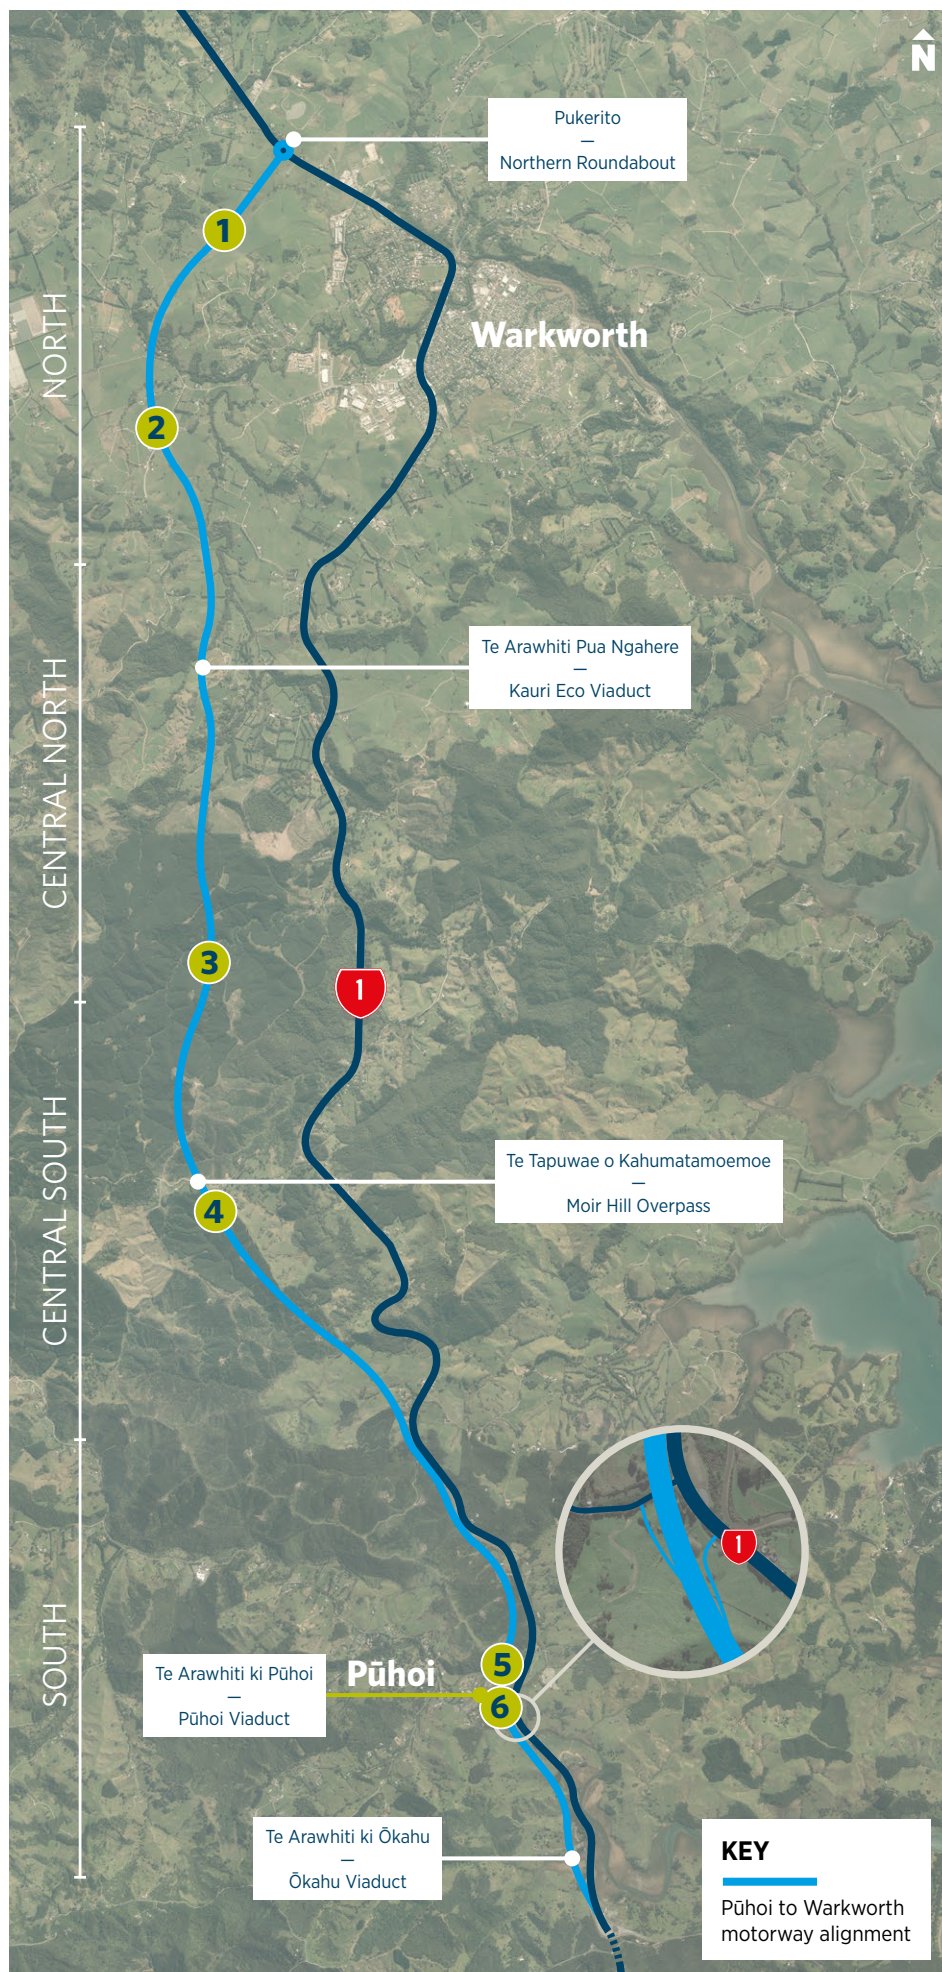 N
Pukerito
—
Northern Roundabout
1
Warkworth
NORTH
2
Te Arawhiti Pua Ngahere
—
Kauri Eco Viaduct
CENTRAL NORTH
3
1
Te Tapuwae o Kahumatamoemoe
—
Moir Hill Overpass
4
CENTRAL SOUTH
1
SOUTH
5
Pūhoi
Te Arawhiti ki Pūhoi
—
Pūhoi Viaduct
6
Te Arawhiti ki Ōkahu
—
Ōkahu Viaduct
KEY
Pūhoi to Warkworth
motorway alignment